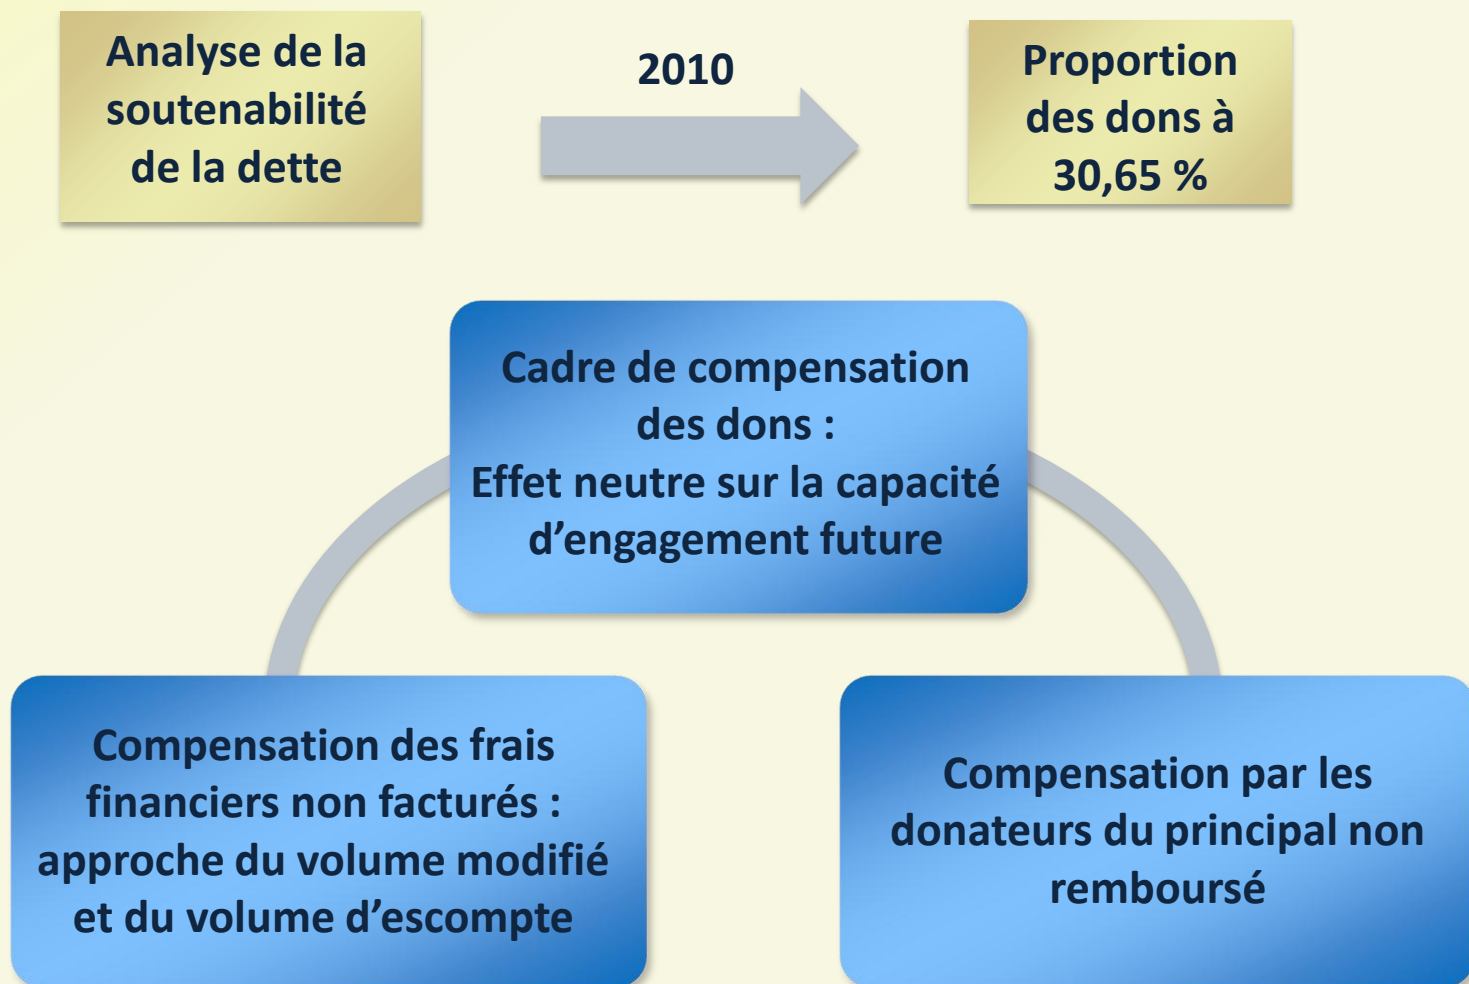 Analyse de la
soutenabilité
de la dette
2010
Proportion
des dons à
30,65 %
Cadre de compensation
des dons :
Effet neutre sur la capacité
d’engagement future
Compensation des frais
financiers non facturés :
approche du volume modifié
et du volume d’escompte
Compensation par les
donateurs du principal non
remboursé